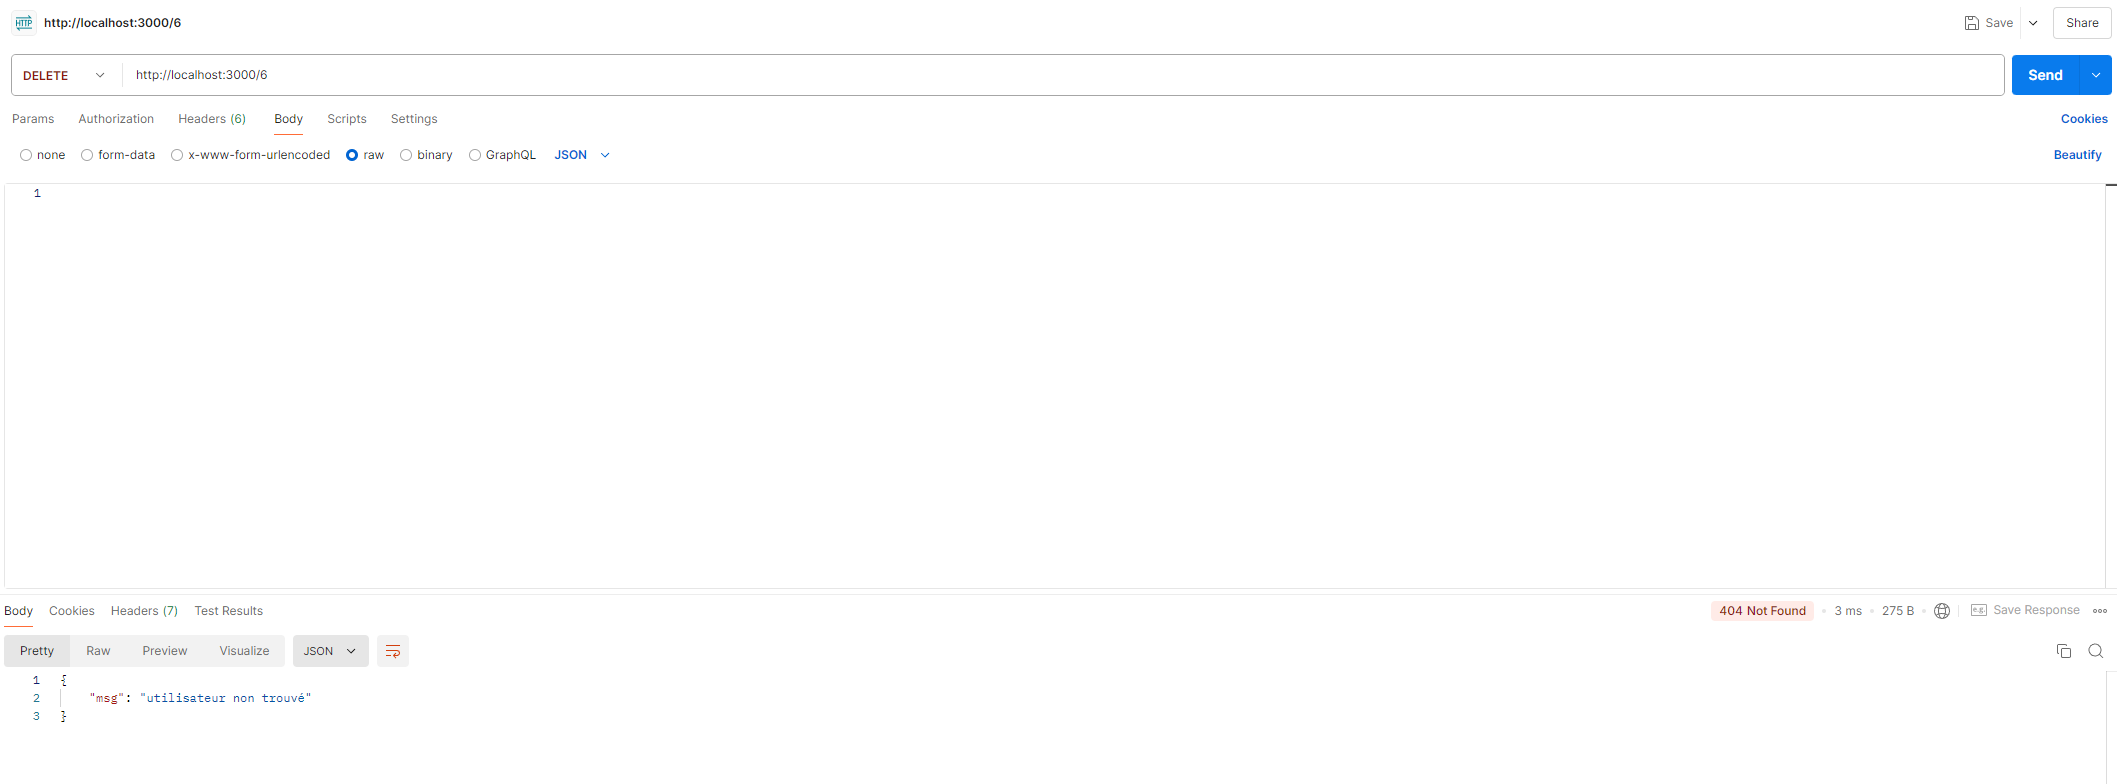 HTTP http://localhost:3000/6 Save Share
DELETE http://localhost:3000/6 Send
Params Authorization Headers (6) Body Scripts Settings Cookies
none form-data x-www-form-urlencoded raw binary GraphQL JSON Beautify
1
Body Cookies Headers (7) Test Results 404 Not Found 3 ms 275 B e.g. Save Response
Pretty Raw Preview Visualize JSON
1 {
2 "msg": "utilisateur non trouvé"
3 }